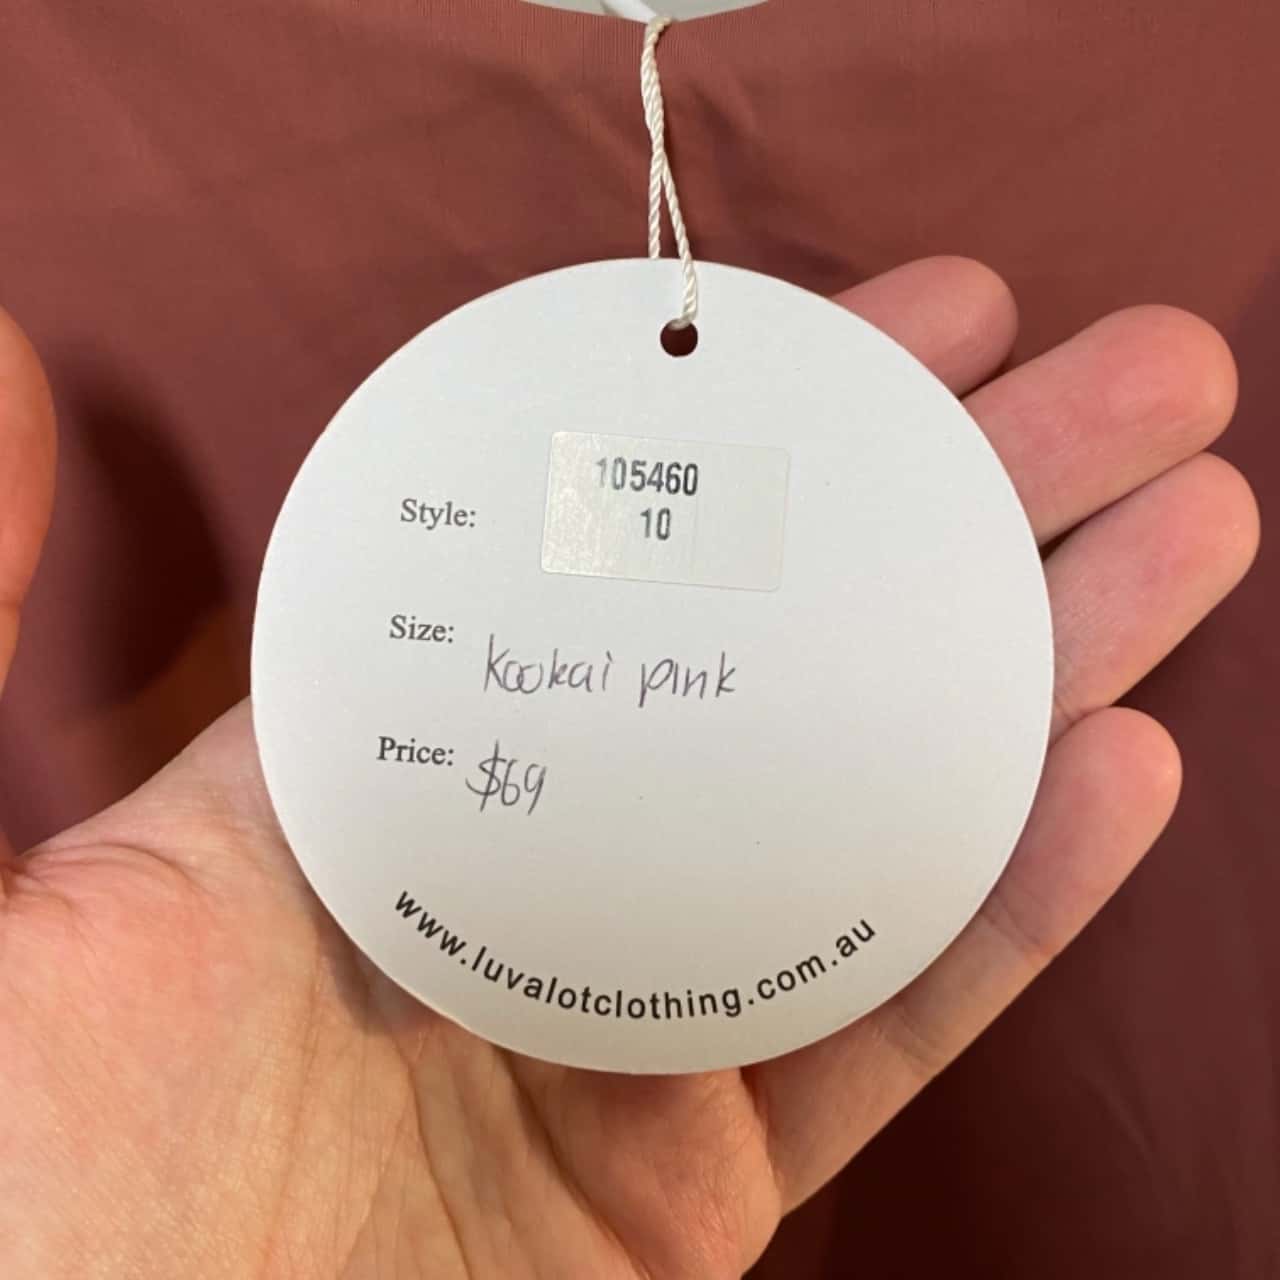 105460
Style:
10
Size:
Kookai pink
Price: $69
www.luvalotclothing.com.au